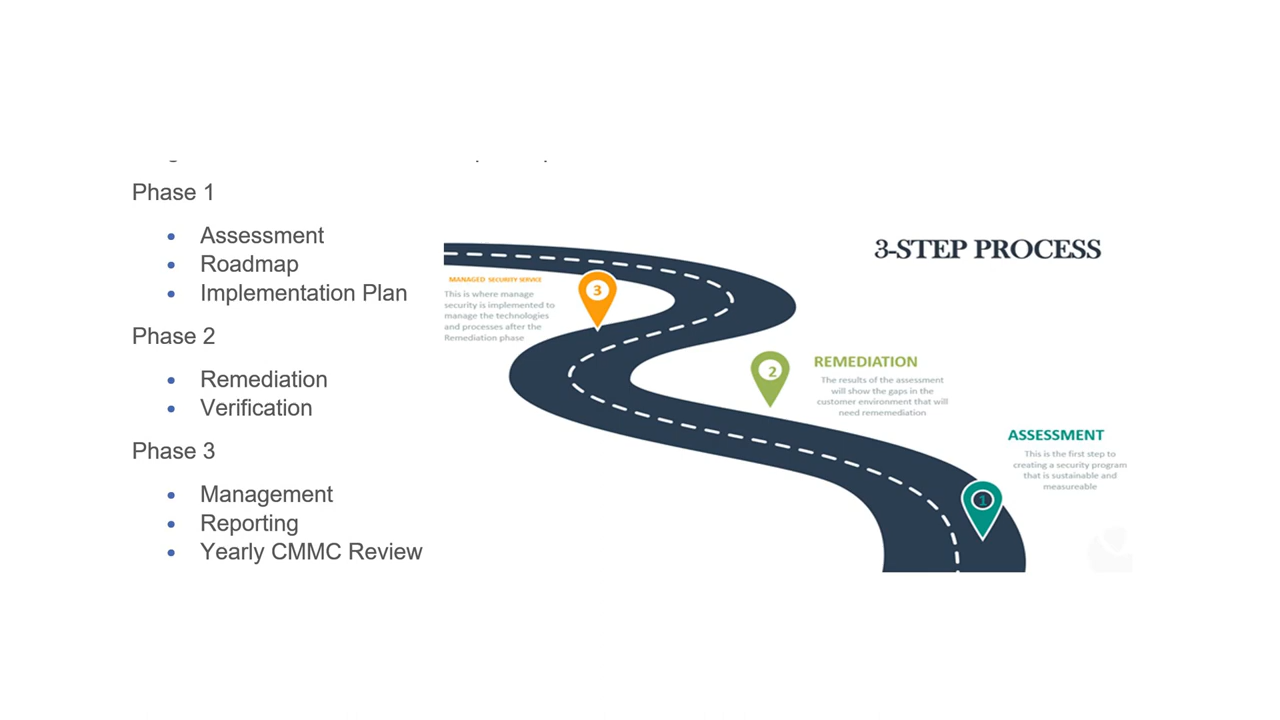 Phase 1
• Assessment
• Roadmap
• Implementation Plan
Phase 2
• Remediation
• Verification
Phase 3
• Management
• Reporting
• Yearly CMMC Review
3-STEP PROCESS
MANAGED SECURITY SERVICE
This is where manage
security is implemented to
manage the technologies
and processes after the
Remediation phase
3
2
REMEDIATION
The results of the assessment
will show the gaps in the
customer environment that will
need rememediation
ASSESSMENT
This is the first step to
creating a security program
that is sustainable and
measureable
1